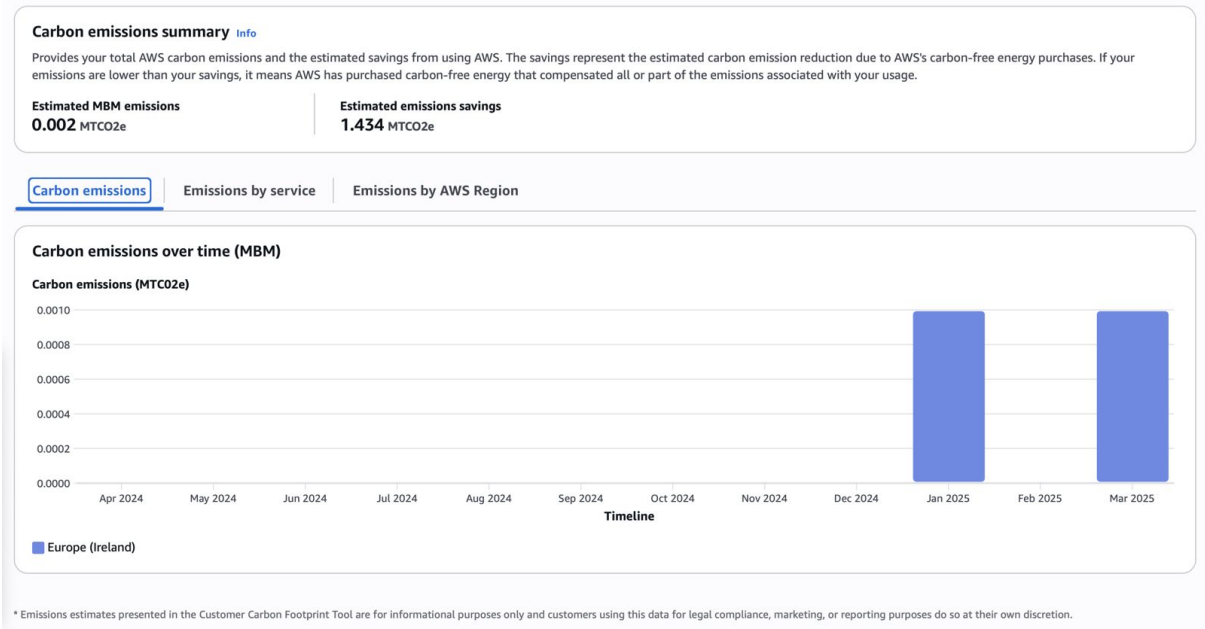 Carbon emissions summary Info
Provides your total AWS carbon emissions and the estimated savings from using AWS. The savings represent the estimated carbon emission reduction due to AWS's carbon-free energy purchases. If your
emissions are lower than your savings, it means AWS has purchased carbon-free energy that compensated all or part of the emissions associated with your usage.
Estimated MBM emissions
0.002 MTCO2e
Estimated emissions savings
1.434 MTCO2e
Carbon emissions
Emissions by service
Emissions by AWS Region
Carbon emissions over time (MBM)
Carbon emissions (MTC02e)
0.0010
0.0008
0.0006
0.0004
0.0002
0.0000
Apr 2024 May 2024 Jun 2024 Jul 2024 Aug 2024 Sep 2024 Oct 2024 Nov 2024 Dec 2024 Jan 2025 Feb 2025 Mar 2025
Timeline
Europe (Ireland)
* Emissions estimates presented in the Customer Carbon Footprint Tool are for informational purposes only and customers using this data for legal compliance, marketing, or reporting purposes do so at their own discretion.